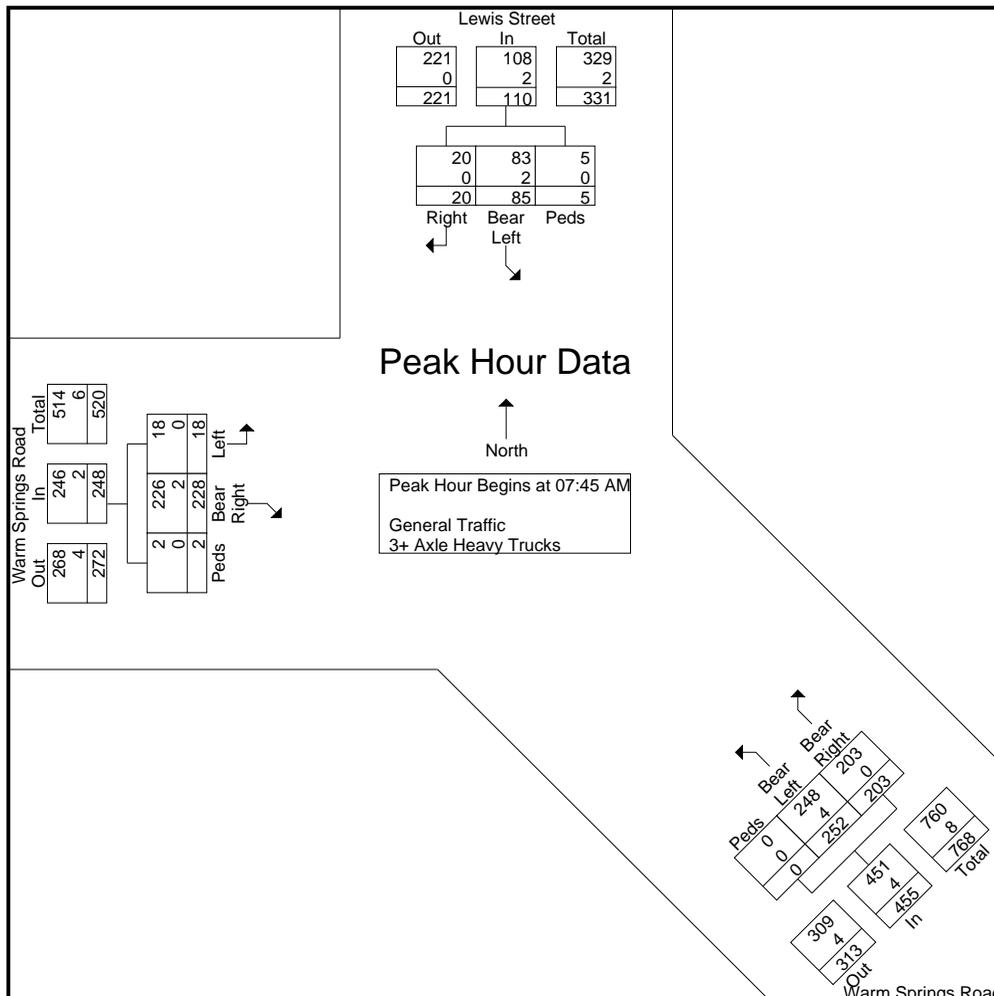 Lewis Street
Out In Total
221 108 329
0 2 2
221 110 331
20 83 5
0 2 0
20 85 5
Right Bear Left Peds
Peak Hour Data
North
Peak Hour Begins at 07:45 AM
General Traffic
3+ Axle Heavy Trucks
Warm Springs Road
Out In Total
268 246 514
4 2 6
272 248 520
Peds Bear Right Left
2 226 18
0 2 0
2 228 18
Peds Bear Left Bear Right
0 248 203
0 4 0
0 252 203
309 451 760
4 4 8
313 455 768
Out In Total
Warm Springs Road